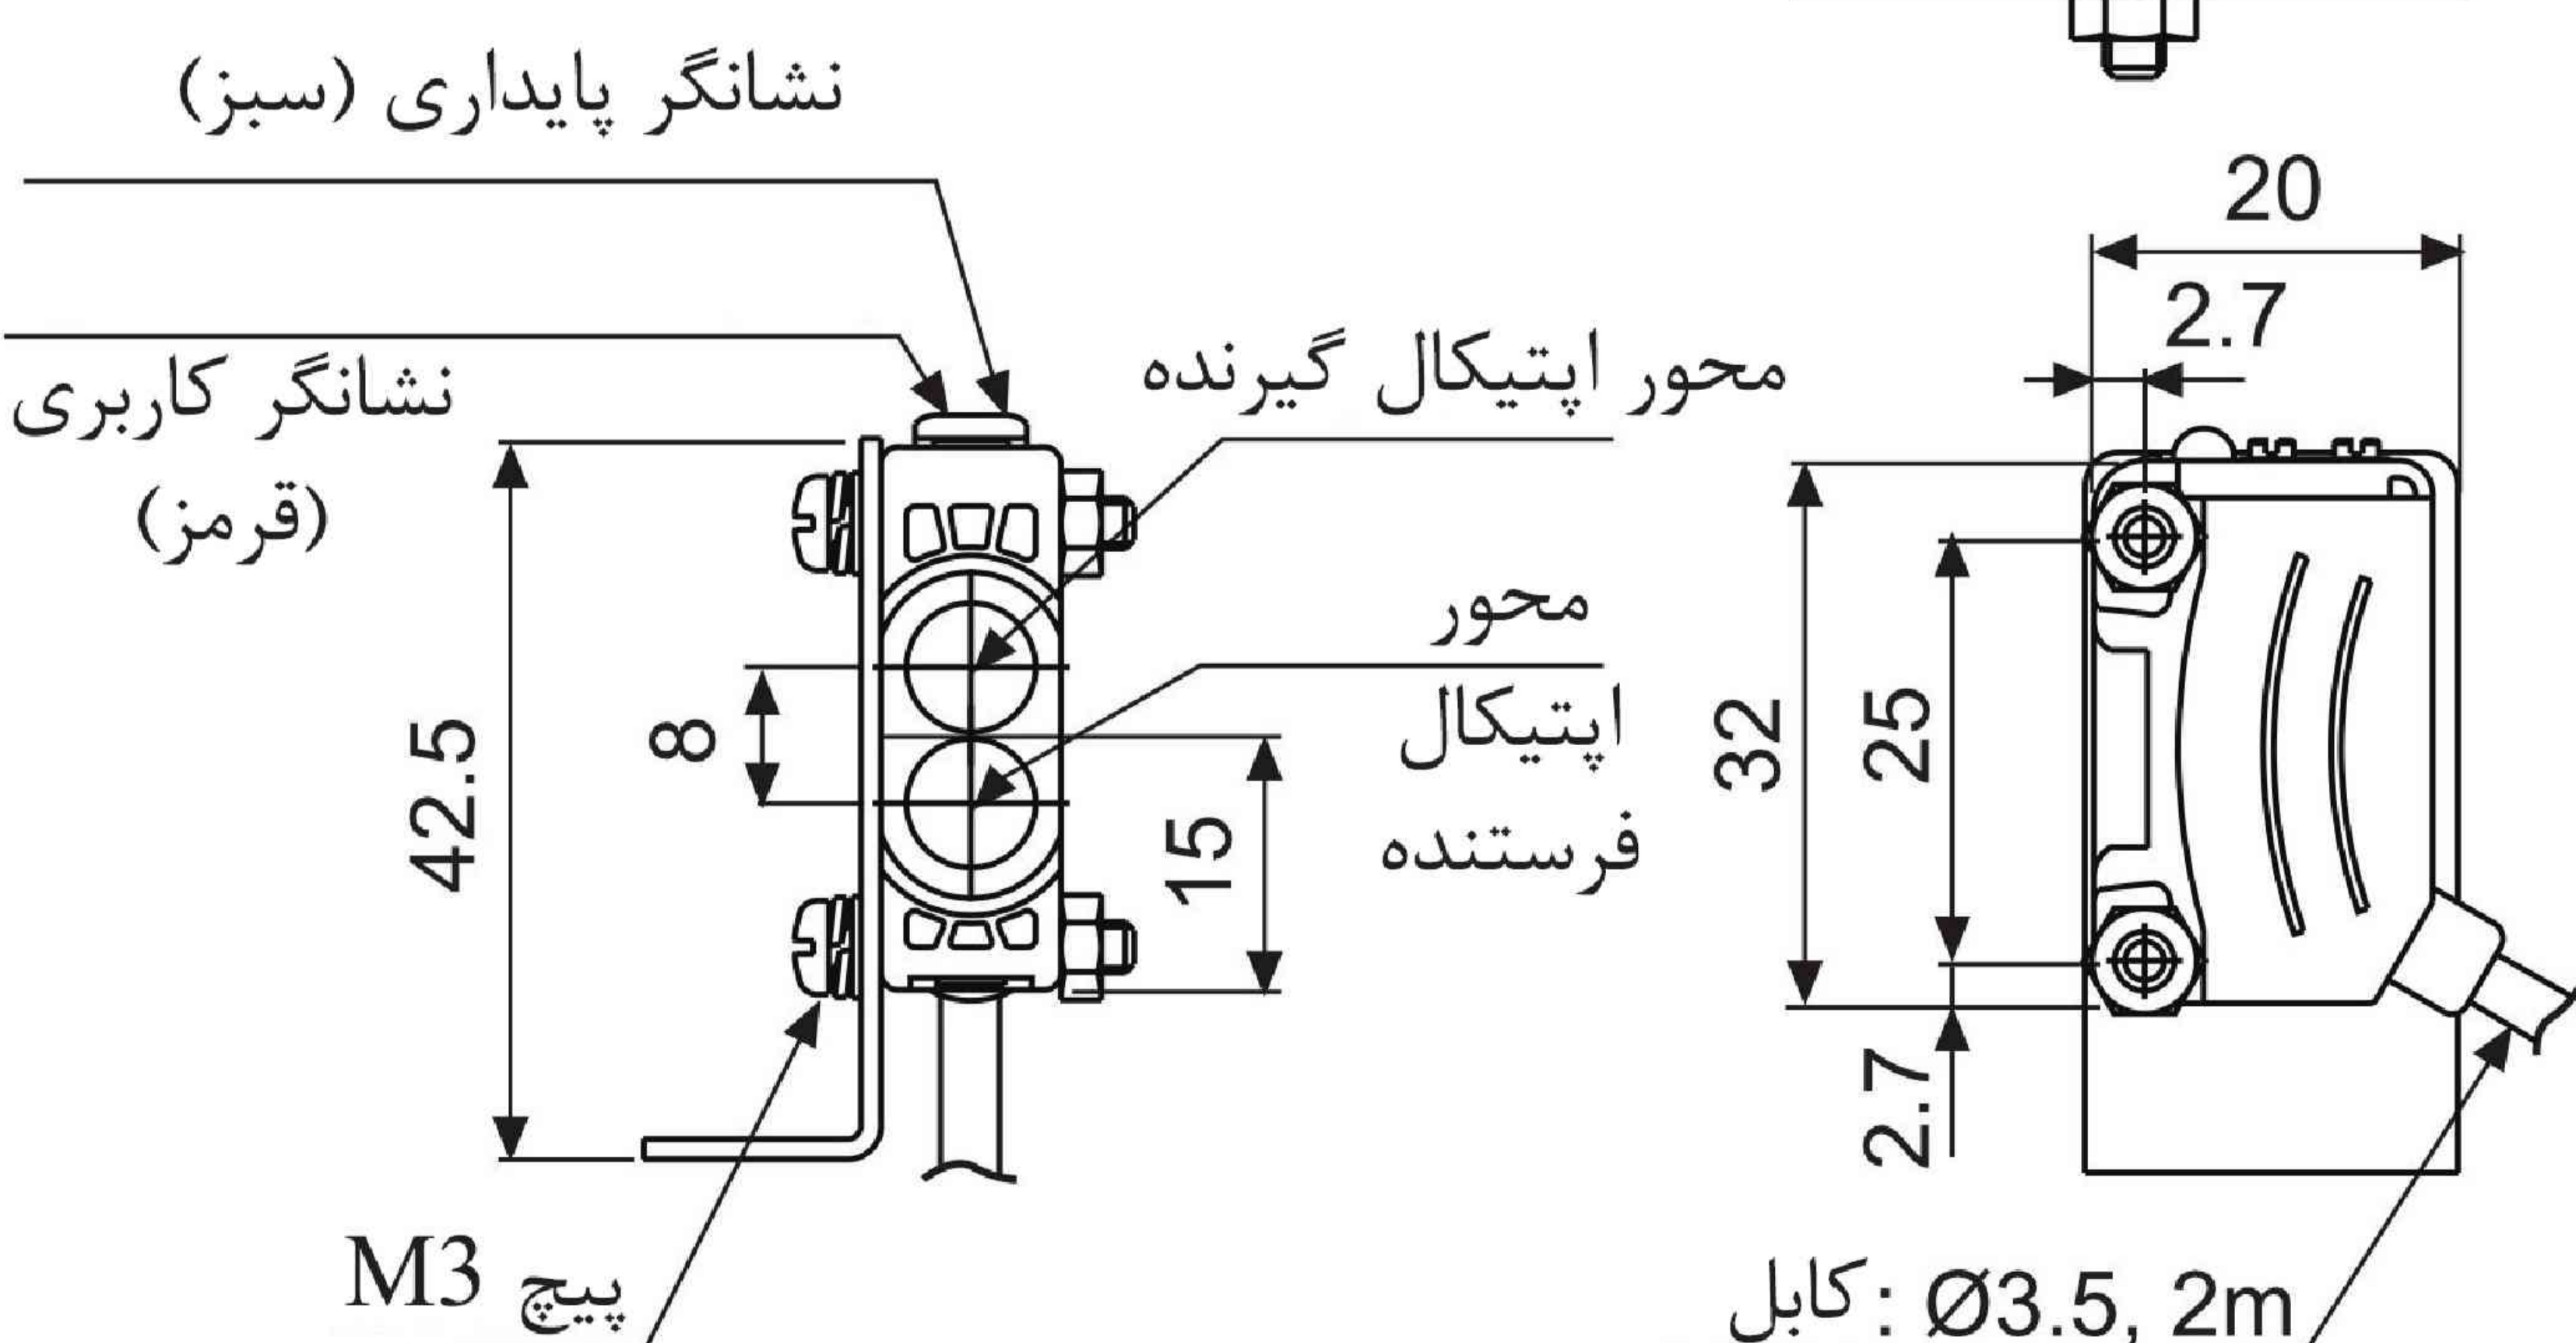 نشانگر پایداری (سبز)
20
2.7
محور اپتیکال گیرنده
نشانگر کاربری
(قرمز)
محور
اپتیکال
فرستنده
42.5
8
15
32
25
2.7
پیچ M3
کابل : Ø3.5, 2m